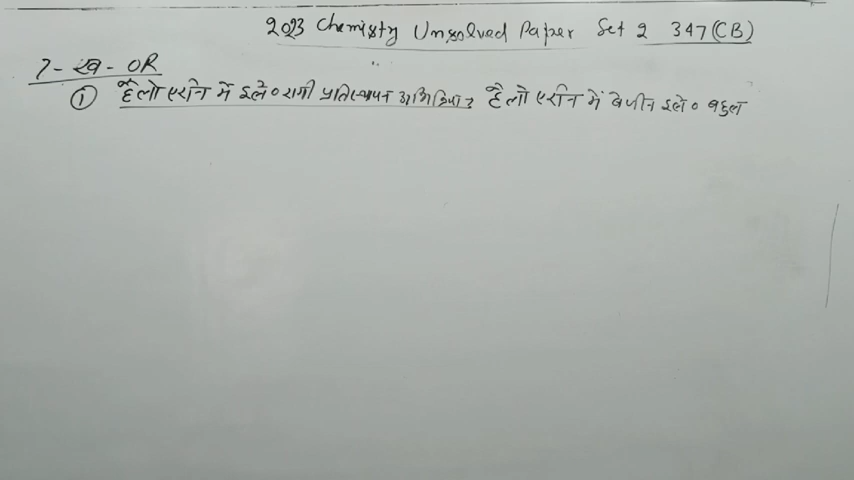 2023 Chemistry Unsolved Paper Set 2 347(CB)
7-ख-OR
① हैलो एरीन में इले०रागी प्रतिस्थापन अभिक्रियाएं हैलो एरीन में बेंजीन इले० बहुल